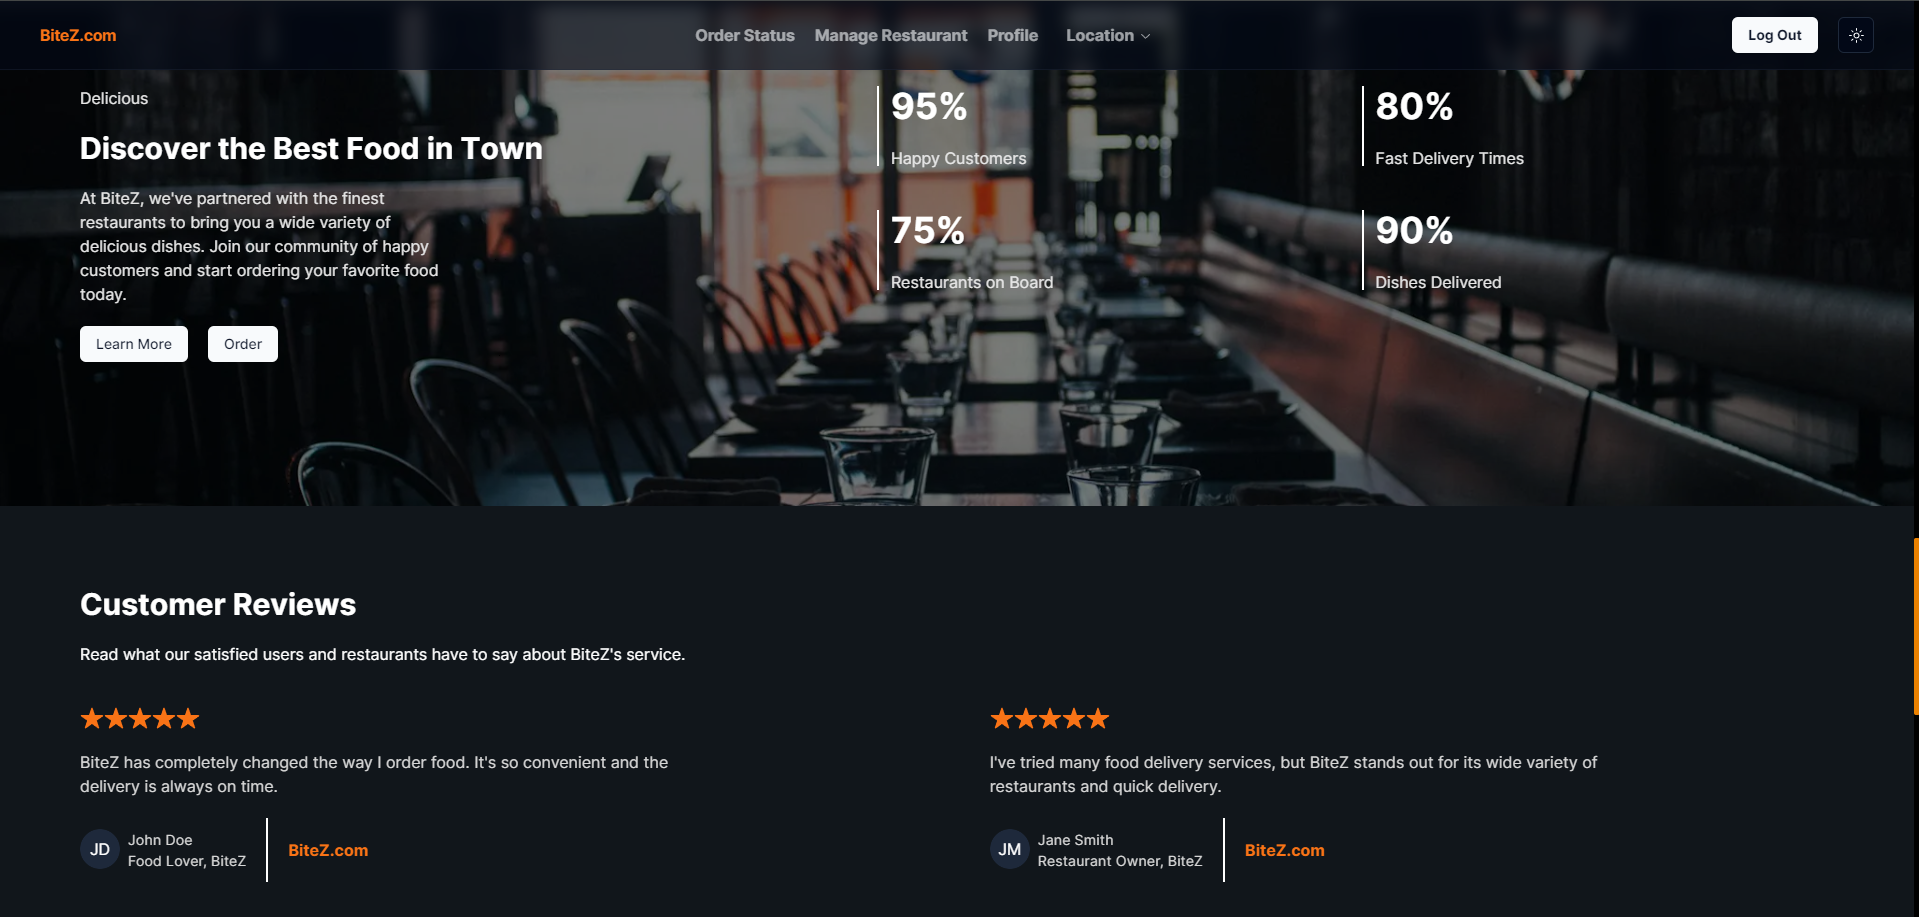 BiteZ.com
Order Status Manage Restaurant Profile Location
Log Out
Delicious
Discover the Best Food in Town
At BiteZ, we've partnered with the finest
restaurants to bring you a wide variety of
delicious dishes. Join our community of happy
customers and start ordering your favorite food
today.
Learn More
Order
95%
Happy Customers
80%
Fast Delivery Times
75%
Restaurants on Board
90%
Dishes Delivered
Customer Reviews
Read what our satisfied users and restaurants have to say about BiteZ's service.
BiteZ has completely changed the way I order food. It's so convenient and the
delivery is always on time.
JD
John Doe
Food Lover, BiteZ
BiteZ.com
I've tried many food delivery services, but BiteZ stands out for its wide variety of
restaurants and quick delivery.
JM
Jane Smith
Restaurant Owner, BiteZ
BiteZ.com